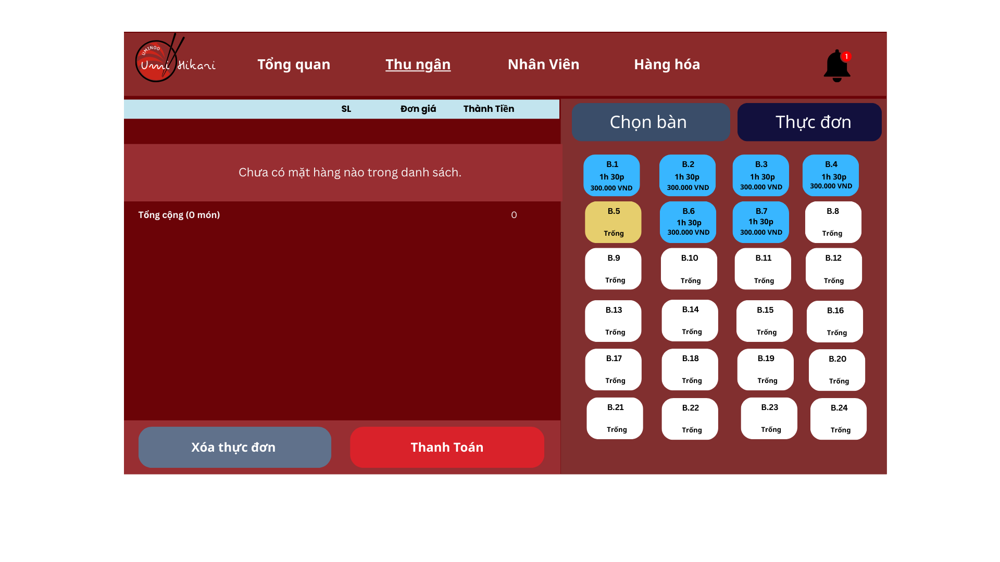 UMINOO
Umi Hikari
Tổng quan
Thu ngân
Nhân Viên
Hàng hóa
1
SL
Đơn giá
Thành Tiền
Chọn bàn
Thực đơn
Chưa có mặt hàng nào trong danh sách.
Tổng cộng (0 món)
0
B.1
1h 30p
300.000 VND
B.2
1h 30p
300.000 VND
B.3
1h 30p
300.000 VND
B.4
1h 30p
300.000 VND
B.5
Trống
B.6
1h 30p
300.000 VND
B.7
1h 30p
300.000 VND
B.8
Trống
B.9
Trống
B.10
Trống
B.11
Trống
B.12
Trống
B.13
Trống
B.14
Trống
B.15
Trống
B.16
Trống
B.17
Trống
B.18
Trống
B.19
Trống
B.20
Trống
B.21
Trống
B.22
Trống
B.23
Trống
B.24
Trống
Xóa thực đơn
Thanh Toán